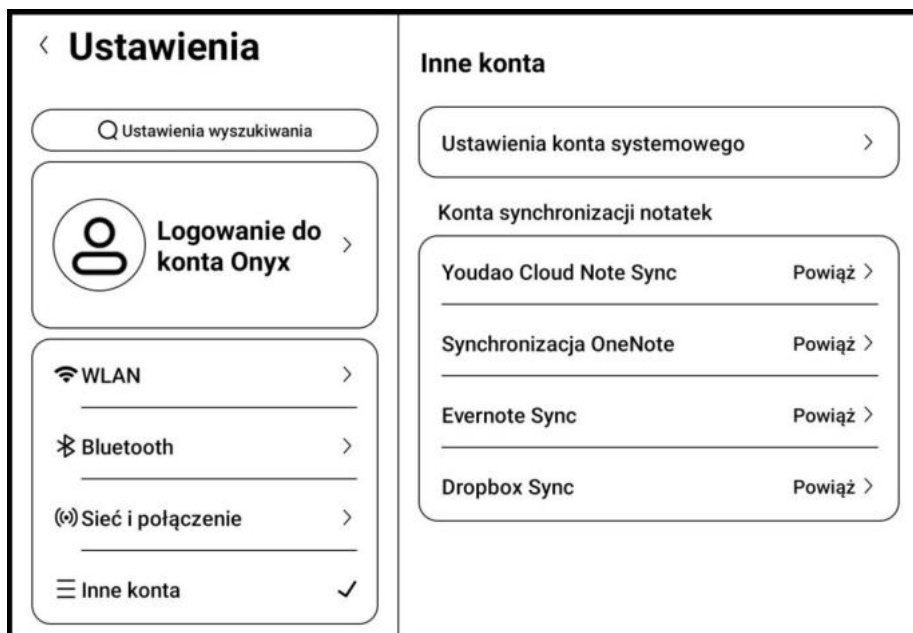 Ustawienia
Ustawienia wyszukiwania
Logowanie do
konta Onyx
WLAN
Bluetooth
Sieć i połączenie
Inne konta
Inne konta
Ustawienia konta systemowego
Konta synchronizacji notatek
Youdao Cloud Note Sync Powiąż
Synchronizacja OneNote Powiąż
Evernote Sync Powiąż
Dropbox Sync Powiąż